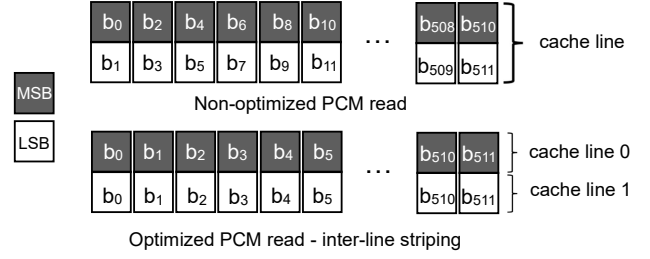 b₀ b₂ b₄ b₆ b₈ b₁₀ ... b₅₀₈ b₅₁₀
b₁ b₃ b₅ b₇ b₉ b₁₁ b₅₀₉ b₅₁₁
cache line
Non-optimized PCM read
MSB
LSB
b₀ b₁ b₂ b₃ b₄ b₅ ... b₅₁₀ b₅₁₁
cache line 0
b₀ b₁ b₂ b₃ b₄ b₅ b₅₁₀ b₅₁₁
cache line 1
Optimized PCM read - inter-line striping